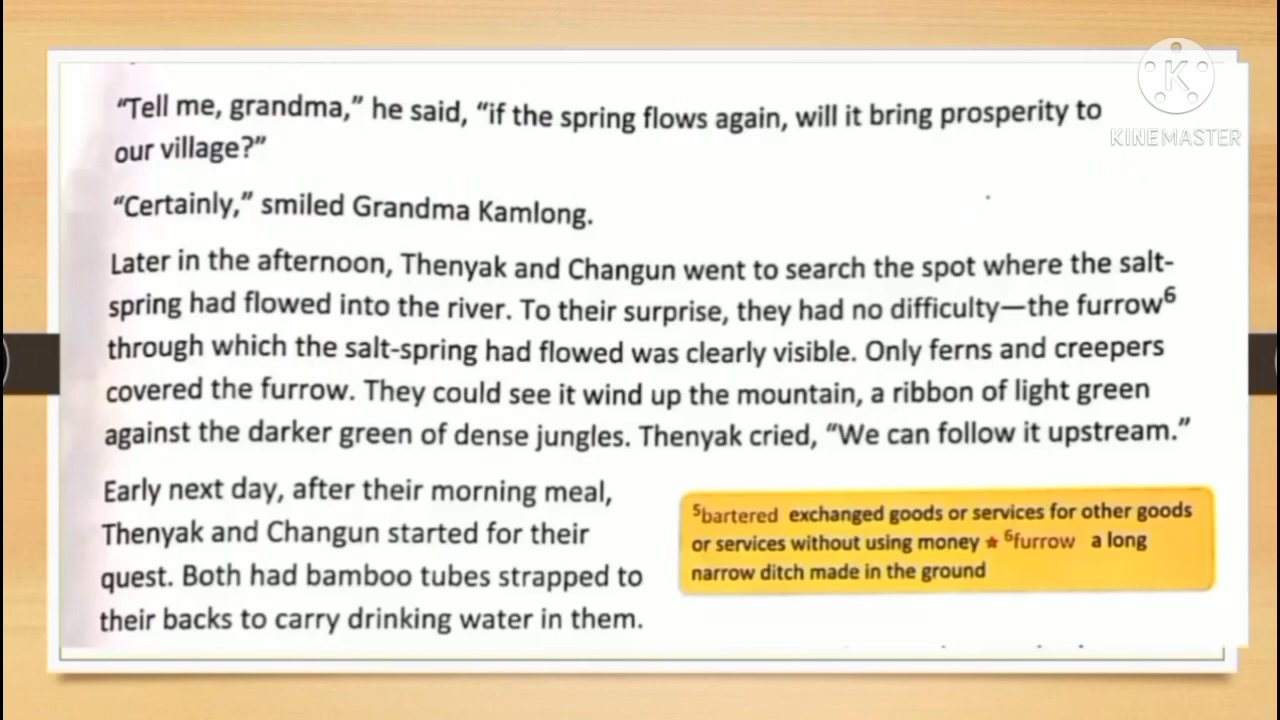 K
KINEMASTER
“Tell me, grandma,” he said, “if the spring flows again, will it bring prosperity to
our village?”
“Certainly,” smiled Grandma Kamlong.
Later in the afternoon, Thenyak and Changun went to search the spot where the salt-
spring had flowed into the river. To their surprise, they had no difficulty—the furrow⁶
through which the salt-spring had flowed was clearly visible. Only ferns and creepers
covered the furrow. They could see it wind up the mountain, a ribbon of light green
against the darker green of dense jungles. Thenyak cried, “We can follow it upstream.”
Early next day, after their morning meal,
Thenyak and Changun started for their
quest. Both had bamboo tubes strapped to
their backs to carry drinking water in them.
⁵bartered exchanged goods or services for other goods
or services without using money ★ ⁶furrow a long
narrow ditch made in the ground